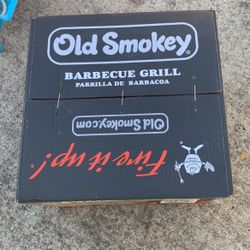 Old Smokey®
BARBECUE GRILL
PARRILLA DE BARBACOA
OldSmokey.com
Fire it up!